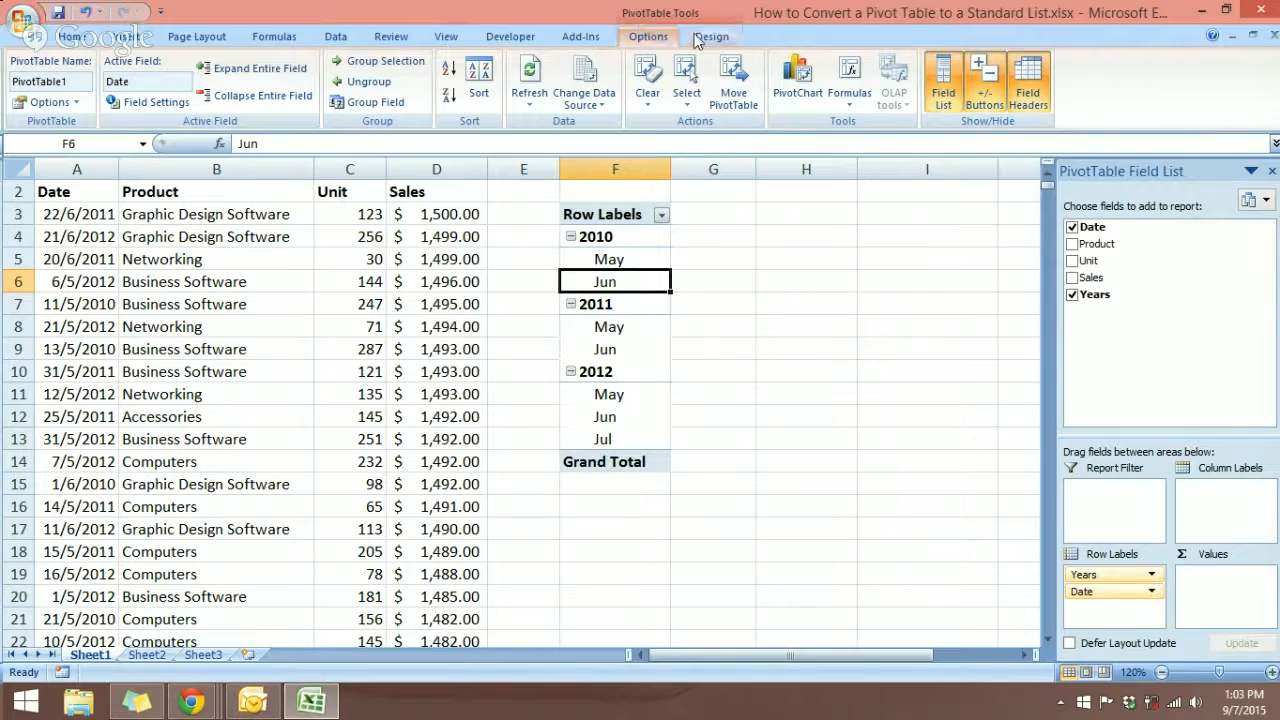 PivotTable Tools
How to Convert a Pivot Table to a Standard List.xlsx - Microsoft E...
Google
Home Insert Page Layout Formulas Data Review View Developer Add-Ins Options Design
PivotTable Name: Active Field:
PivotTable1 Date
Options Field Settings
Expand Entire Field
Collapse Entire Field
Group Selection
Ungroup
Group Field
Sort
Refresh Change Data Source
Clear Select Move PivotTable
PivotChart Formulas OLAP tools
Field List +/- Buttons Field Headers
PivotTable Active Field Group Sort Data Actions Tools Show/Hide
F6 fx Jun
A B C D E F G H I
2 Date Product Unit Sales
3 22/6/2011 Graphic Design Software 123 $ 1,500.00 Row Labels
4 21/6/2012 Graphic Design Software 256 $ 1,499.00 2010
5 20/6/2011 Networking 30 $ 1,499.00 May
6 6/5/2012 Business Software 144 $ 1,496.00 Jun
7 11/5/2010 Business Software 247 $ 1,495.00 2011
8 21/5/2012 Networking 71 $ 1,494.00 May
9 13/5/2010 Business Software 287 $ 1,493.00 Jun
10 31/5/2011 Business Software 121 $ 1,493.00 2012
11 12/5/2012 Networking 135 $ 1,493.00 May
12 25/5/2011 Accessories 145 $ 1,492.00 Jun
13 31/5/2012 Business Software 251 $ 1,492.00 Jul
14 7/5/2012 Computers 232 $ 1,492.00 Grand Total
15 1/6/2010 Graphic Design Software 98 $ 1,492.00
16 14/5/2011 Computers 65 $ 1,491.00
17 11/6/2012 Graphic Design Software 113 $ 1,490.00
18 15/5/2011 Computers 205 $ 1,489.00
19 16/5/2012 Computers 78 $ 1,488.00
20 1/5/2012 Business Software 181 $ 1,485.00
21 21/5/2010 Computers 156 $ 1,482.00
22 10/5/2012 Computers 145 $ 1,482.00
PivotTable Field List
Choose fields to add to report:
Date
Product
Unit
Sales
Years
Drag fields between areas below:
Report Filter Column Labels
Row Labels Σ Values
Years
Date
Defer Layout Update Update
Sheet1 Sheet2 Sheet3
Ready 120%
1:03 PM
9/7/2015